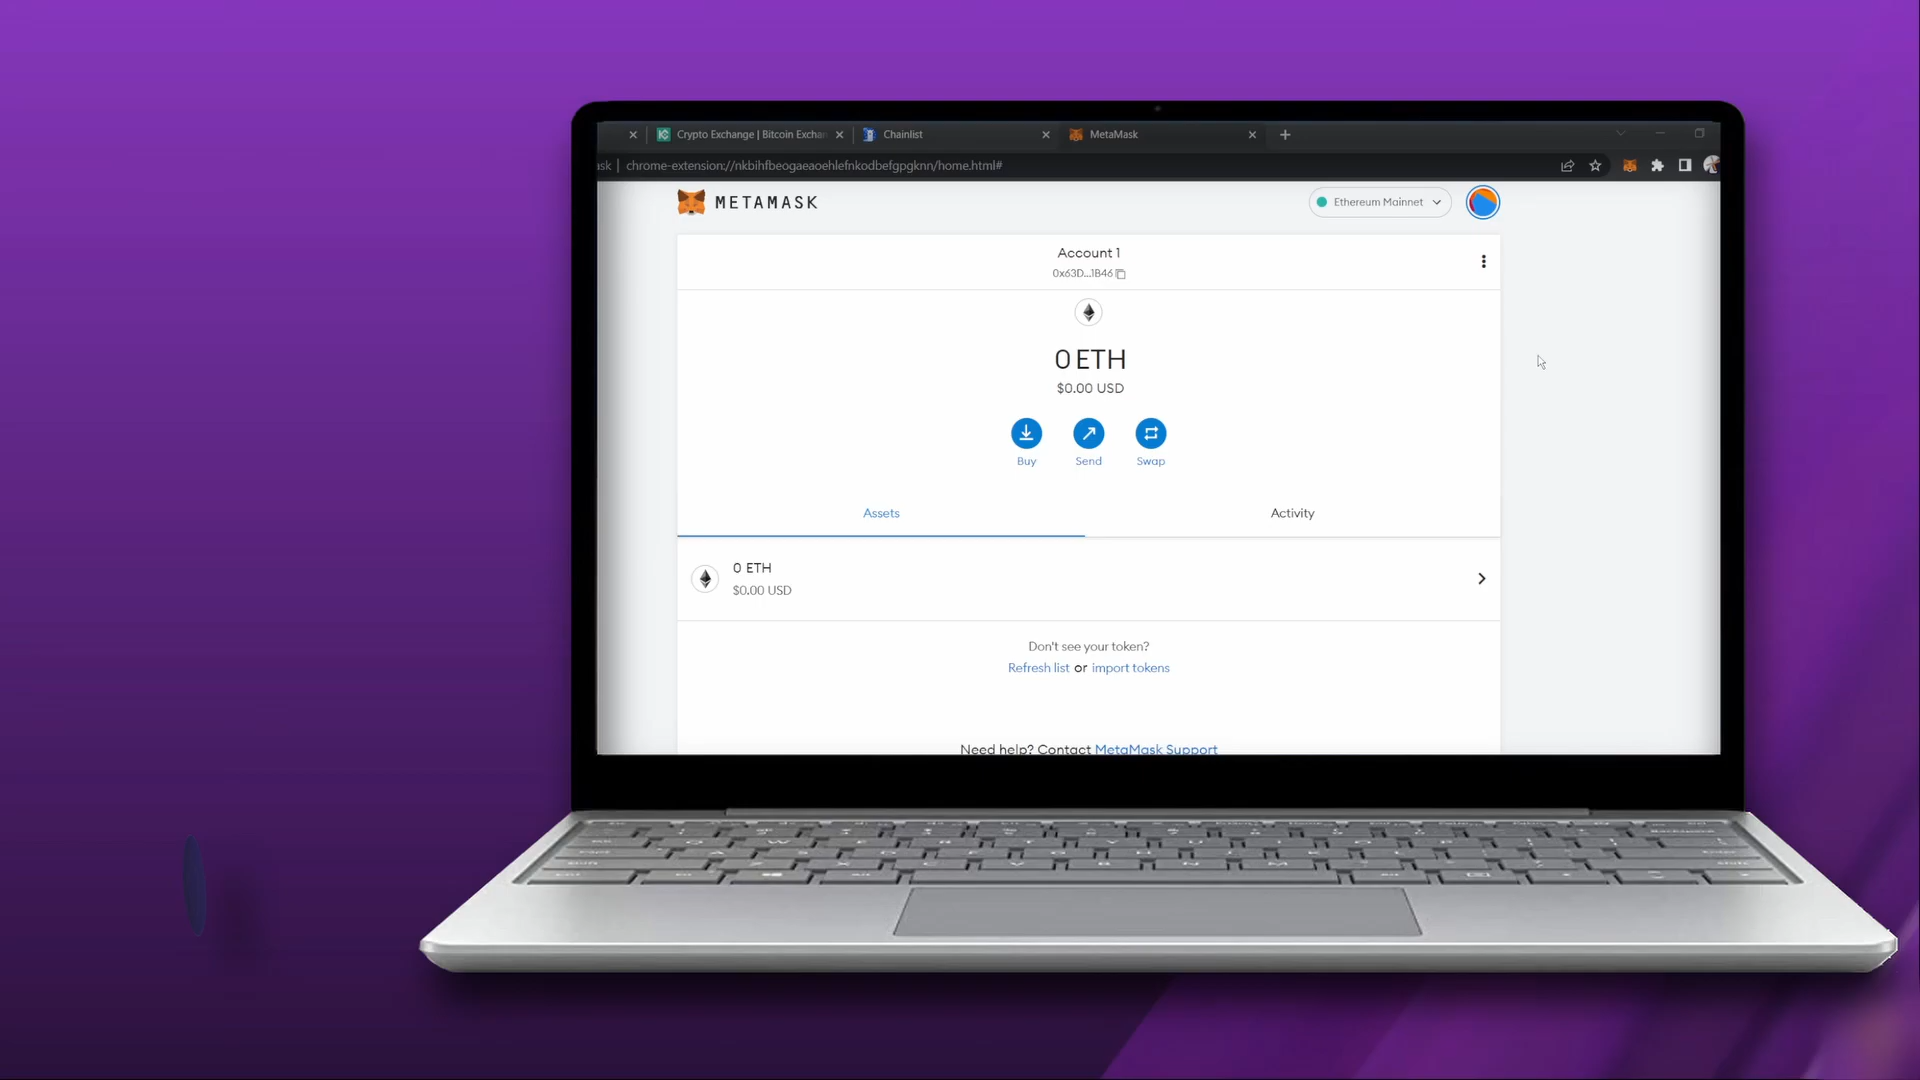 Crypto Exchange | Bitcoin Exchan
Chainlist
MetaMask
ask | chrome-extension://nkbihfbeogaeaoehlefnkodbefgpgknn/home.html#
METAMASK
Ethereum Mainnet
Account 1
0x63D...1B46
0 ETH
$0.00 USD
Buy
Send
Swap
Assets
Activity
0 ETH
$0.00 USD
Don't see your token?
Refresh list or import tokens
Need help? Contact MetaMask Support